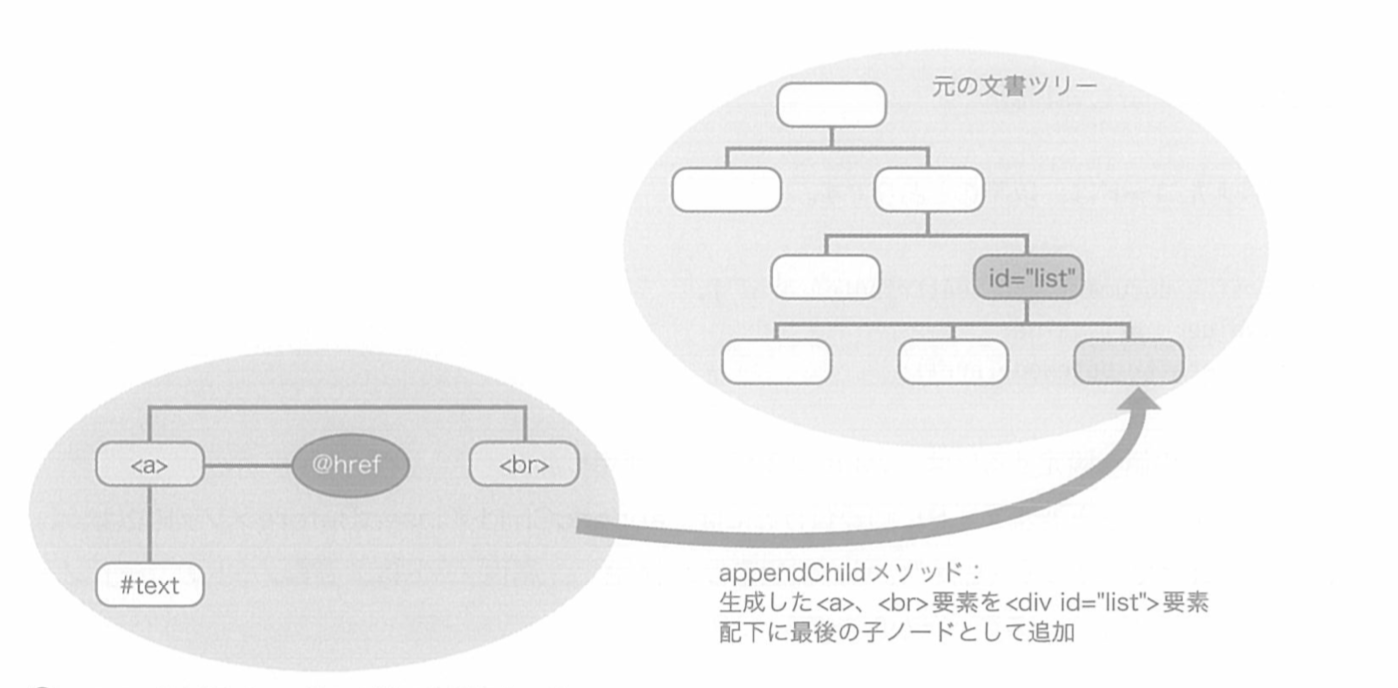 元の文書ツリー
id="list"
<a>
@href
<br>
#text
appendChildメソッド：
生成した<a>、<br>要素を<div id="list">要素
配下に最後の子ノードとして追加